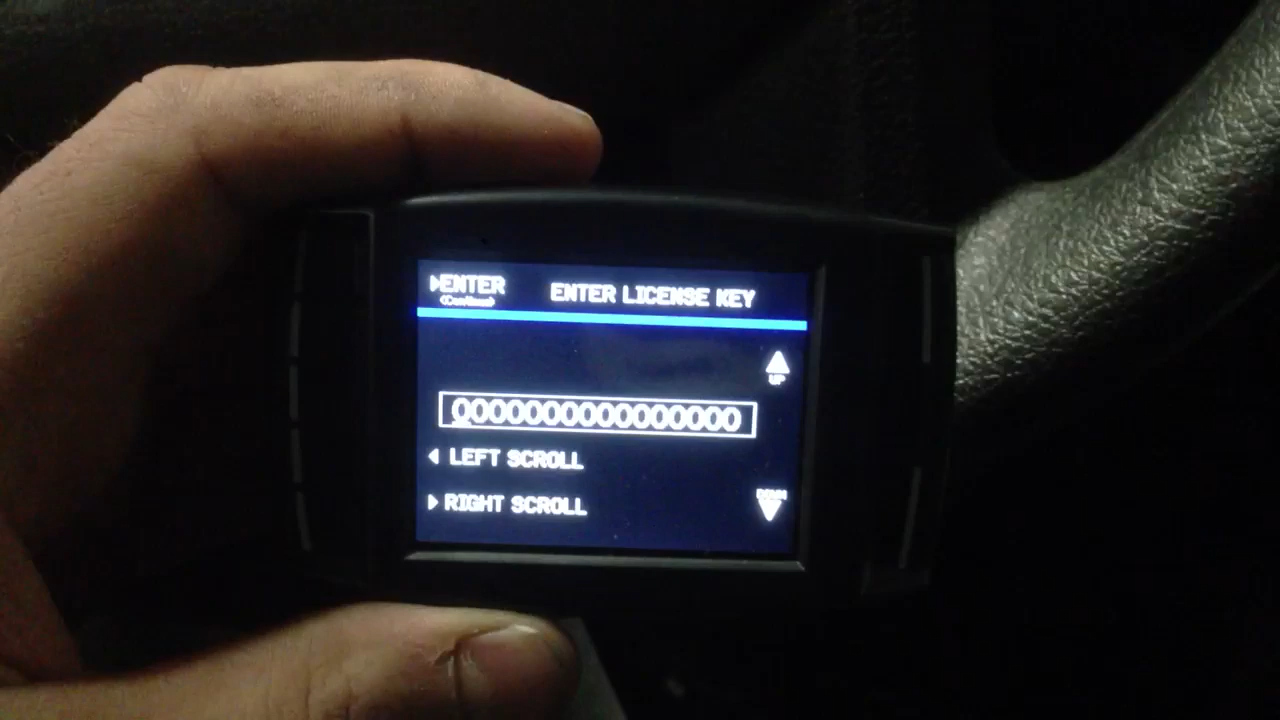 ENTER
ENTER LICENSE KEY
UP
0000000000000000
LEFT SCROLL
RIGHT SCROLL
DOWN